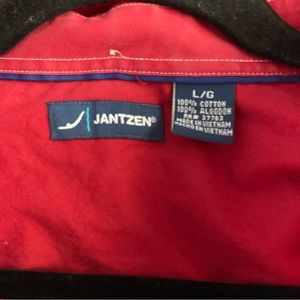 JANTZEN®
L/G
100% COTTON
100% ALGODON
RN# 37763
MADE IN VIETNAM
HECHO EN VIETNAM